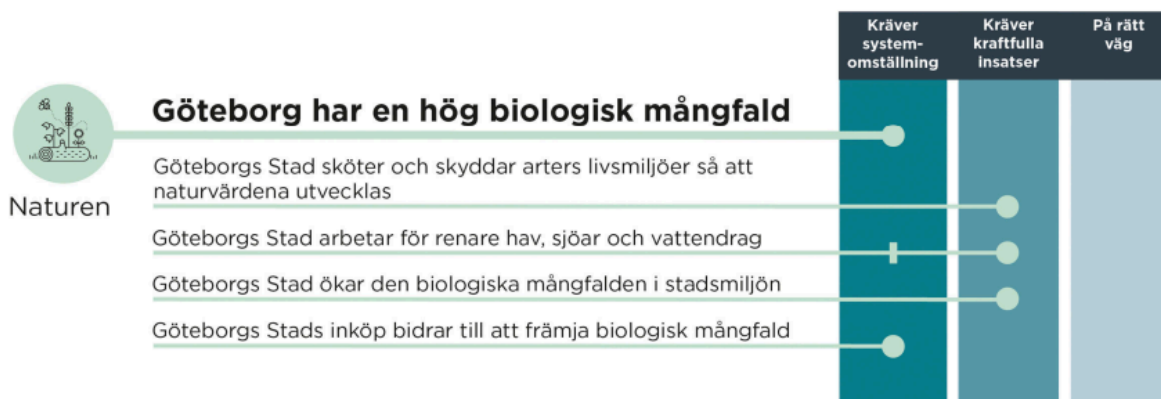 Kräver
system-
omställning
Kräver
kraftfulla
insatser
På rätt
väg
Göteborg har en hög biologisk mångfald
Göteborgs Stad sköter och skyddar arters livsmiljöer så att
naturvärdena utvecklas
Naturen
Göteborgs Stad arbetar för renare hav, sjöar och vattendrag
Göteborgs Stad ökar den biologiska mångfalden i stadsmiljön
Göteborgs Stads inköp bidrar till att främja biologisk mångfald